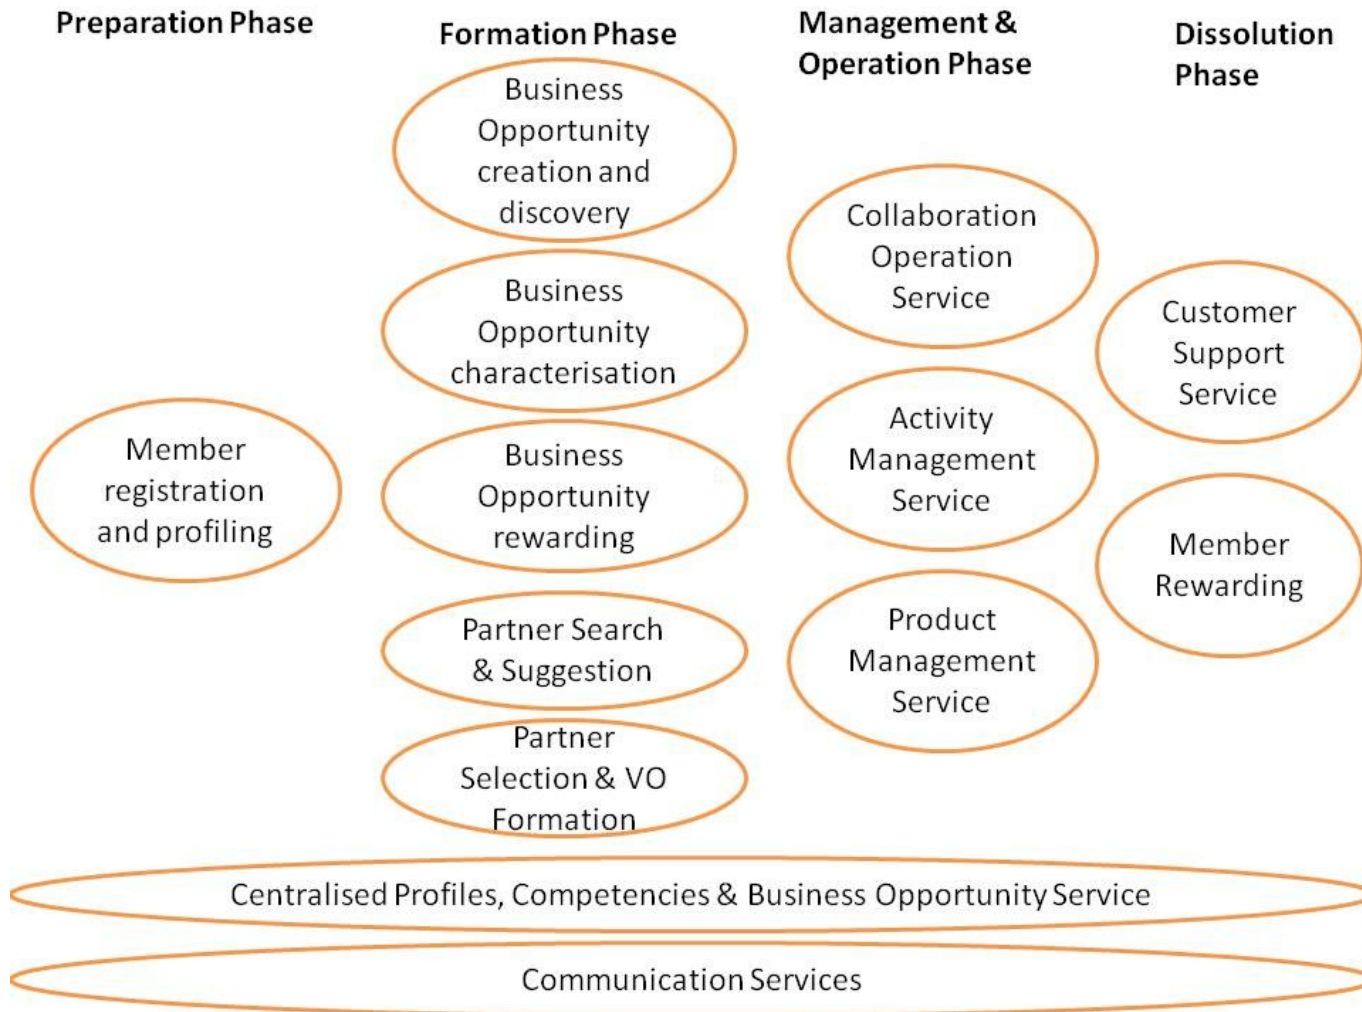 Preparation Phase
Formation Phase
Management &
Operation Phase
Dissolution
Phase
Member
registration
and profiling
Business
Opportunity
creation and
discovery
Business
Opportunity
characterisation
Business
Opportunity
rewarding
Partner Search
& Suggestion
Partner
Selection & VO
Formation
Collaboration
Operation
Service
Activity
Management
Service
Product
Management
Service
Customer
Support
Service
Member
Rewarding
Centralised Profiles, Competencies & Business Opportunity Service
Communication Services